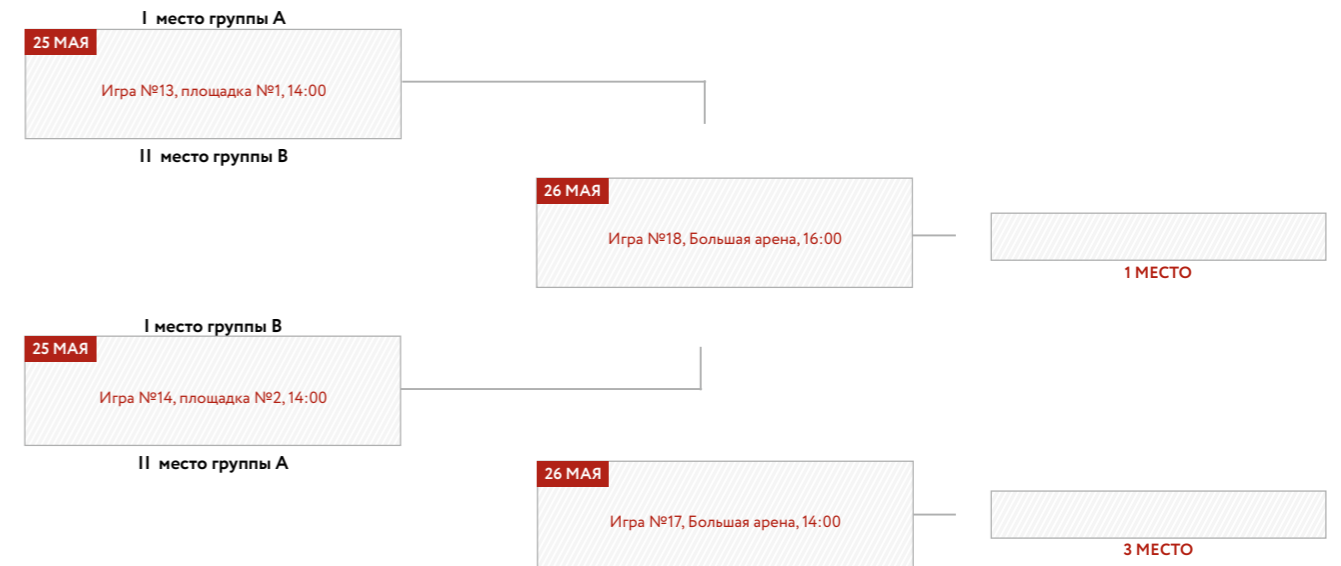 I место группы А
25 МАЯ
Игра №13, площадка №1, 14:00
II место группы В
26 МАЯ
Игра №18, Большая арена, 16:00
1 МЕСТО
I место группы В
25 МАЯ
Игра №14, площадка №2, 14:00
II место группы А
26 МАЯ
Игра №17, Большая арена, 14:00
3 МЕСТО